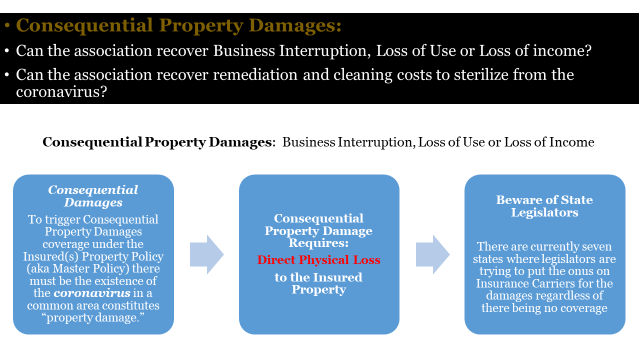 • Consequential Property Damages:
• Can the association recover Business Interruption, Loss of Use or Loss of income?
• Can the association recover remediation and cleaning costs to sterilize from the
coronavirus?
Consequential Property Damages: Business Interruption, Loss of Use or Loss of Income
Consequential
Damages
To trigger Consequential
Property Damages
coverage under the
Insured(s) Property Policy
(aka Master Policy) there
must be the existence of
the coronavirus in a
common area constitutes
“property damage.”
Consequential
Property Damage
Requires:
Direct Physical Loss
to the Insured
Property
Beware of State
Legislators
There are currently seven
states where legislators are
trying to put the onus on
Insurance Carriers for the
damages regardless of
there being no coverage